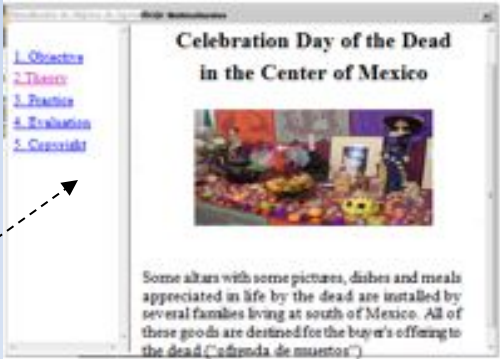 1. Objective
2.Theory
3. Practice
4. Evaluation
5. Copyright
Celebration Day of the Dead
in the Center of Mexico
Some altars with some pictures, dishes and meals
appreciated in life by the dead are installed by
several families living at south of Mexico. All of
these goods are destined for the buyer's offering to
the dead ("ofrenda de muertos")